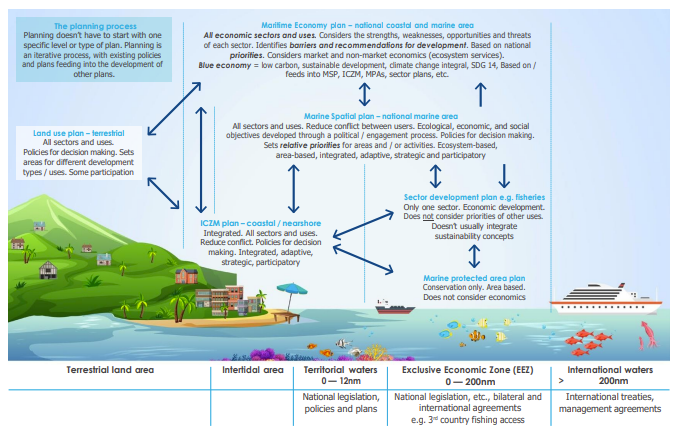 The planning process
Planning doesn't have to start with one
specific level or type of plan. Planning is
an iterative process, with existing policies
and plans feeding into the development of
other plans.
Maritime Economy plan – national coastal and marine area
All economic sectors and uses. Considers the strengths, weaknesses, opportunities and threats
of each sector. Identifies barriers and recommendations for development. Based on national
priorities. Considers market and non-market economics (ecosystem services).
Blue economy = low carbon, sustainable development, climate change integral, SDG 14, Based on /
feeds into MSP, ICZM, MPAs, sector plans, etc.
Marine Spatial plan - national marine area
All sectors and uses. Reduce conflict between users. Ecological, economic, and social
objectives developed through a political / engagement process. Policies for decision making.
Sets relative priorities for areas and / or activities. Ecosystem-based,
area-based, integrated, adaptive, strategic and participatory
Land use plan – terrestrial
All sectors and uses.
Policies for decision making. Sets
areas for different development
types / uses. Some participation
Sector development plan e.g. fisheries
Only one sector. Economic development.
Does not consider priorities of other uses.
Doesn't usually integrate
sustainability concepts
ICZM plan – coastal / nearshore
Integrated. All sectors and uses.
Reduce conflict. Policies for decision
making. Integrated, adaptive,
strategic, participatory
Marine protected area plan
Conservation only. Area based.
Does not consider economics
Terrestrial land area
Intertidal area
Territorial waters
0 — 12nm
Exclusive Economic Zone (EEZ)
0 — 200nm
International waters
> 200nm
National legislation,
policies and plans
National legislation, etc., bilateral and
international agreements
e.g. 3rd country fishing access
International treaties,
management agreements